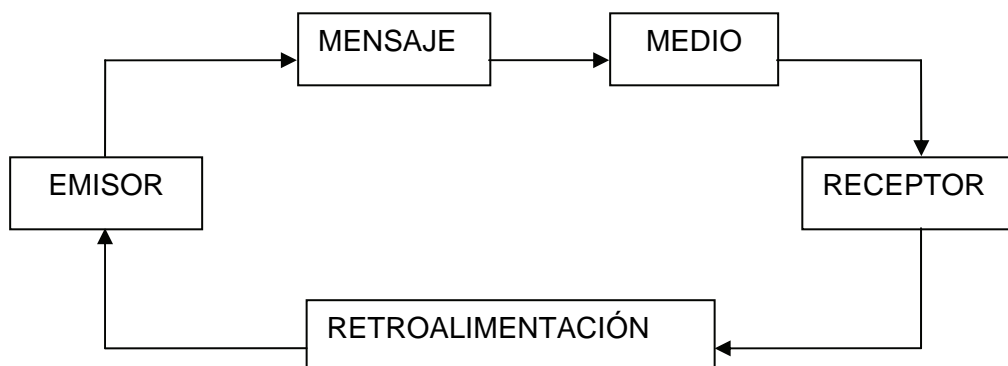 MENSAJE
MEDIO
EMISOR
RECEPTOR
RETROALIMENTACIÓN